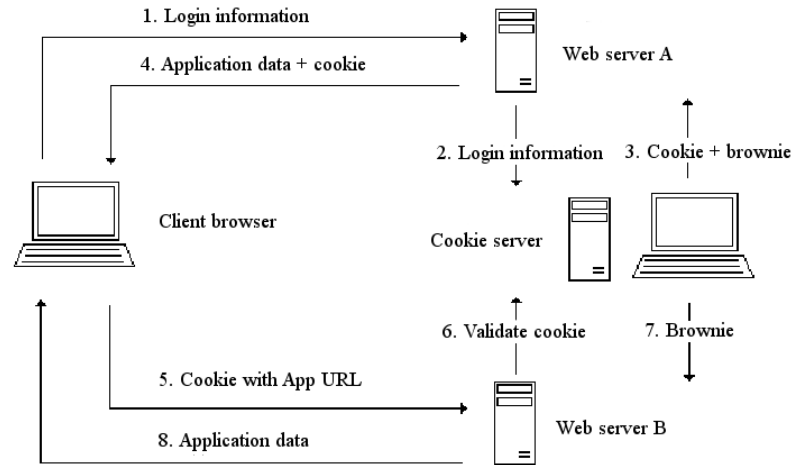 1. Login information
Web server A
4. Application data + cookie
2. Login information
3. Cookie + brownie
Client browser
Cookie server
6. Validate cookie
7. Brownie
5. Cookie with App URL
Web server B
8. Application data